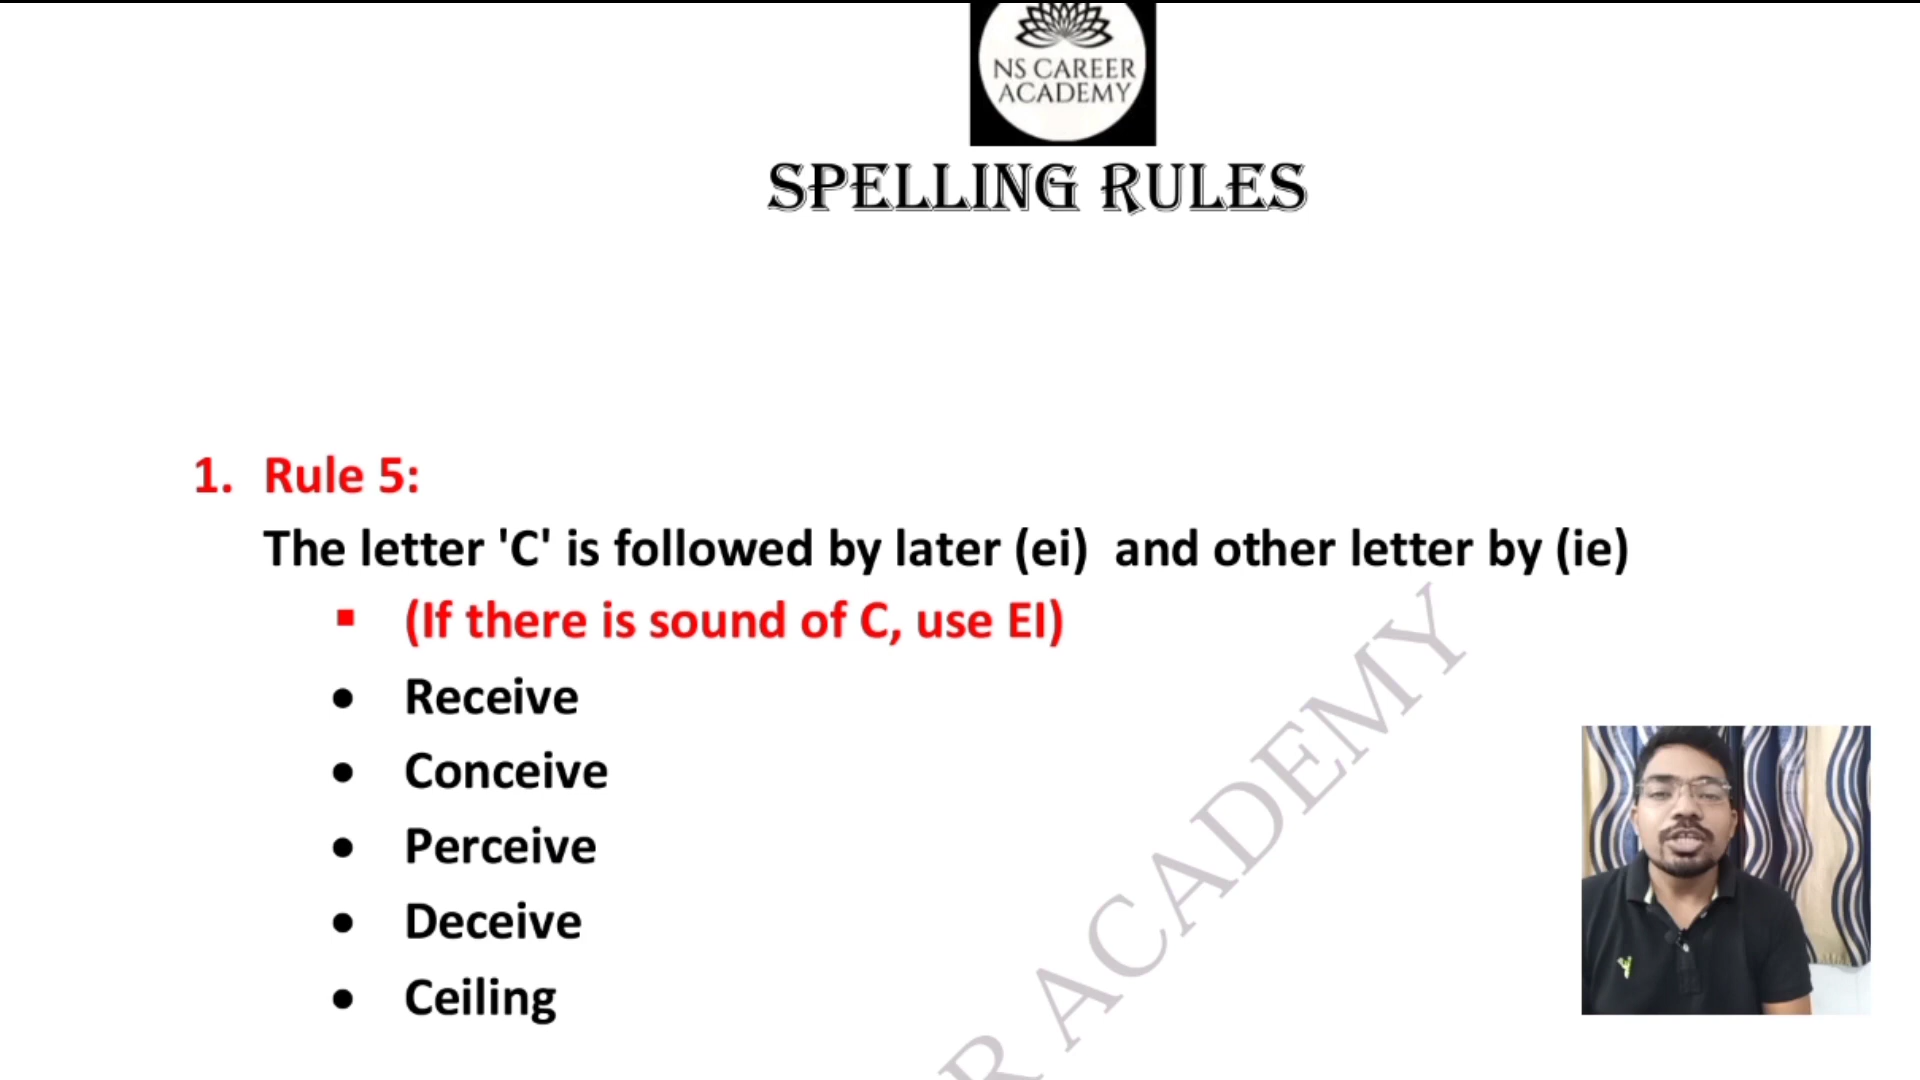 NS CAREER
ACADEMY
SPELLING RULES
1. Rule 5:
The letter 'C' is followed by later (ei) and other letter by (ie)
▪ (If there is sound of C, use EI)
• Receive
• Conceive
• Perceive
• Deceive
• Ceiling
R ACADEMY